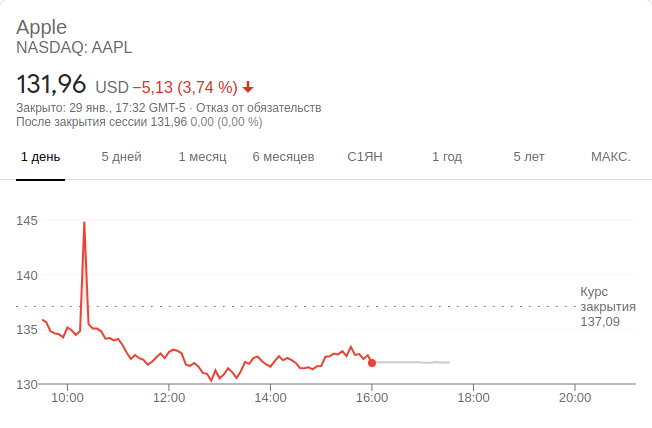 Apple
NASDAQ: AAPL
131,96 USD −5,13 (3,74 %)
Закрыто: 29 янв., 17:32 GMT-5 · Отказ от обязательств
После закрытия сессии 131,96 0,00 (0,00 %)
1 день 5 дней 1 месяц 6 месяцев С1ЯН 1 год 5 лет МАКС.
145
140
Курс
закрытия
137,09
135
130
10:00 12:00 14:00 16:00 18:00 20:00